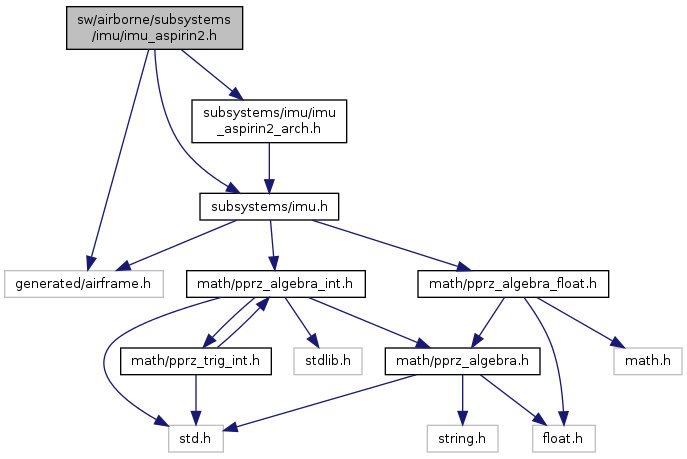 sw/airborne/subsystems
/imu/imu_aspirin2.h
subsystems/imu/imu
_aspirin2_arch.h
subsystems/imu.h
generated/airframe.h
math/pprz_algebra_int.h
math/pprz_algebra_float.h
math/pprz_trig_int.h
stdlib.h
math/pprz_algebra.h
math.h
std.h
string.h
float.h